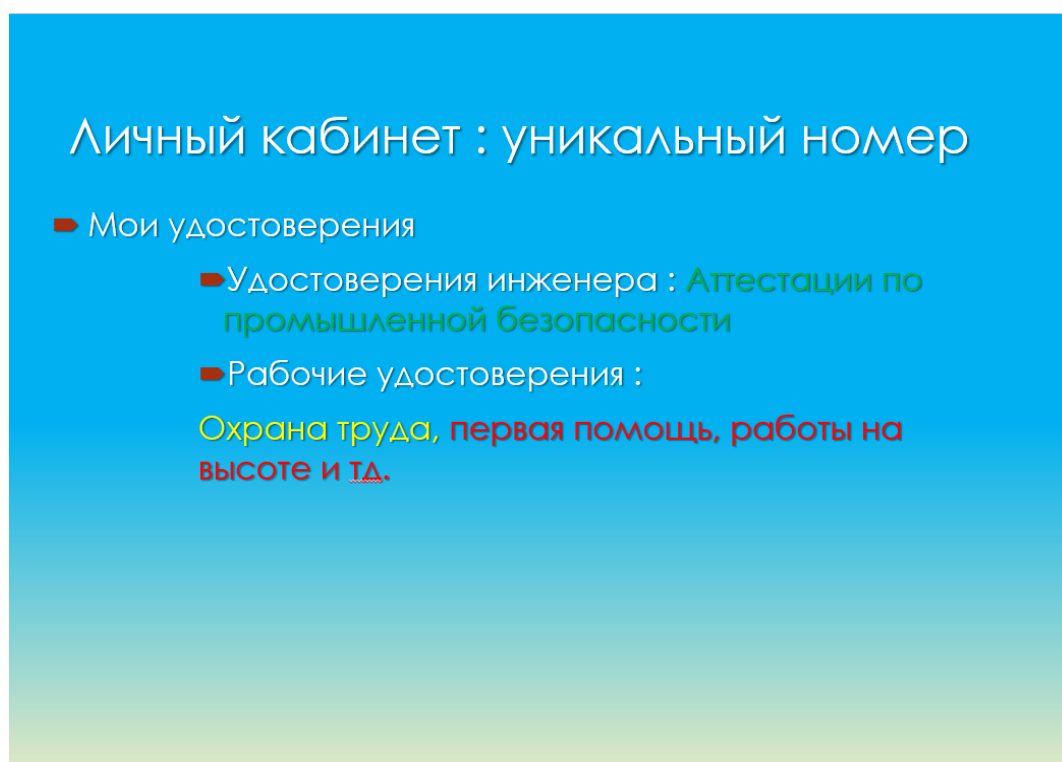 Личный кабинет : уникальный номер
Мои удостоверения
Удостоверения инженера : Аттестации по
промышленной безопасности
Рабочие удостоверения :
Охрана труда, первая помощь, работы на
высоте и тд.